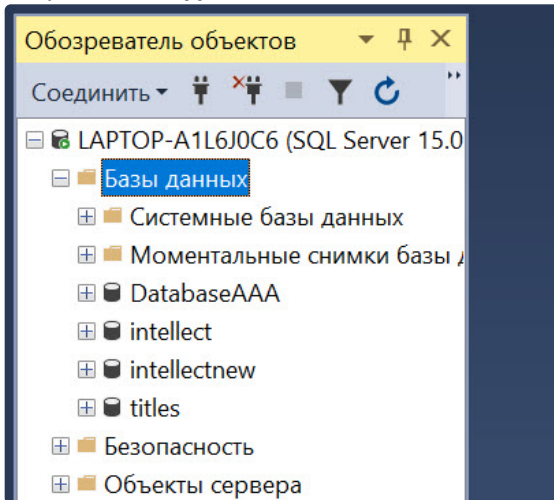 Обозреватель объектов
Соединить
LAPTOP-A1L6J0C6 (SQL Server 15.0
Базы данных
Системные базы данных
Моментальные снимки базы
DatabaseAAA
intellect
intellectnew
titles
Безопасность
Объекты сервера